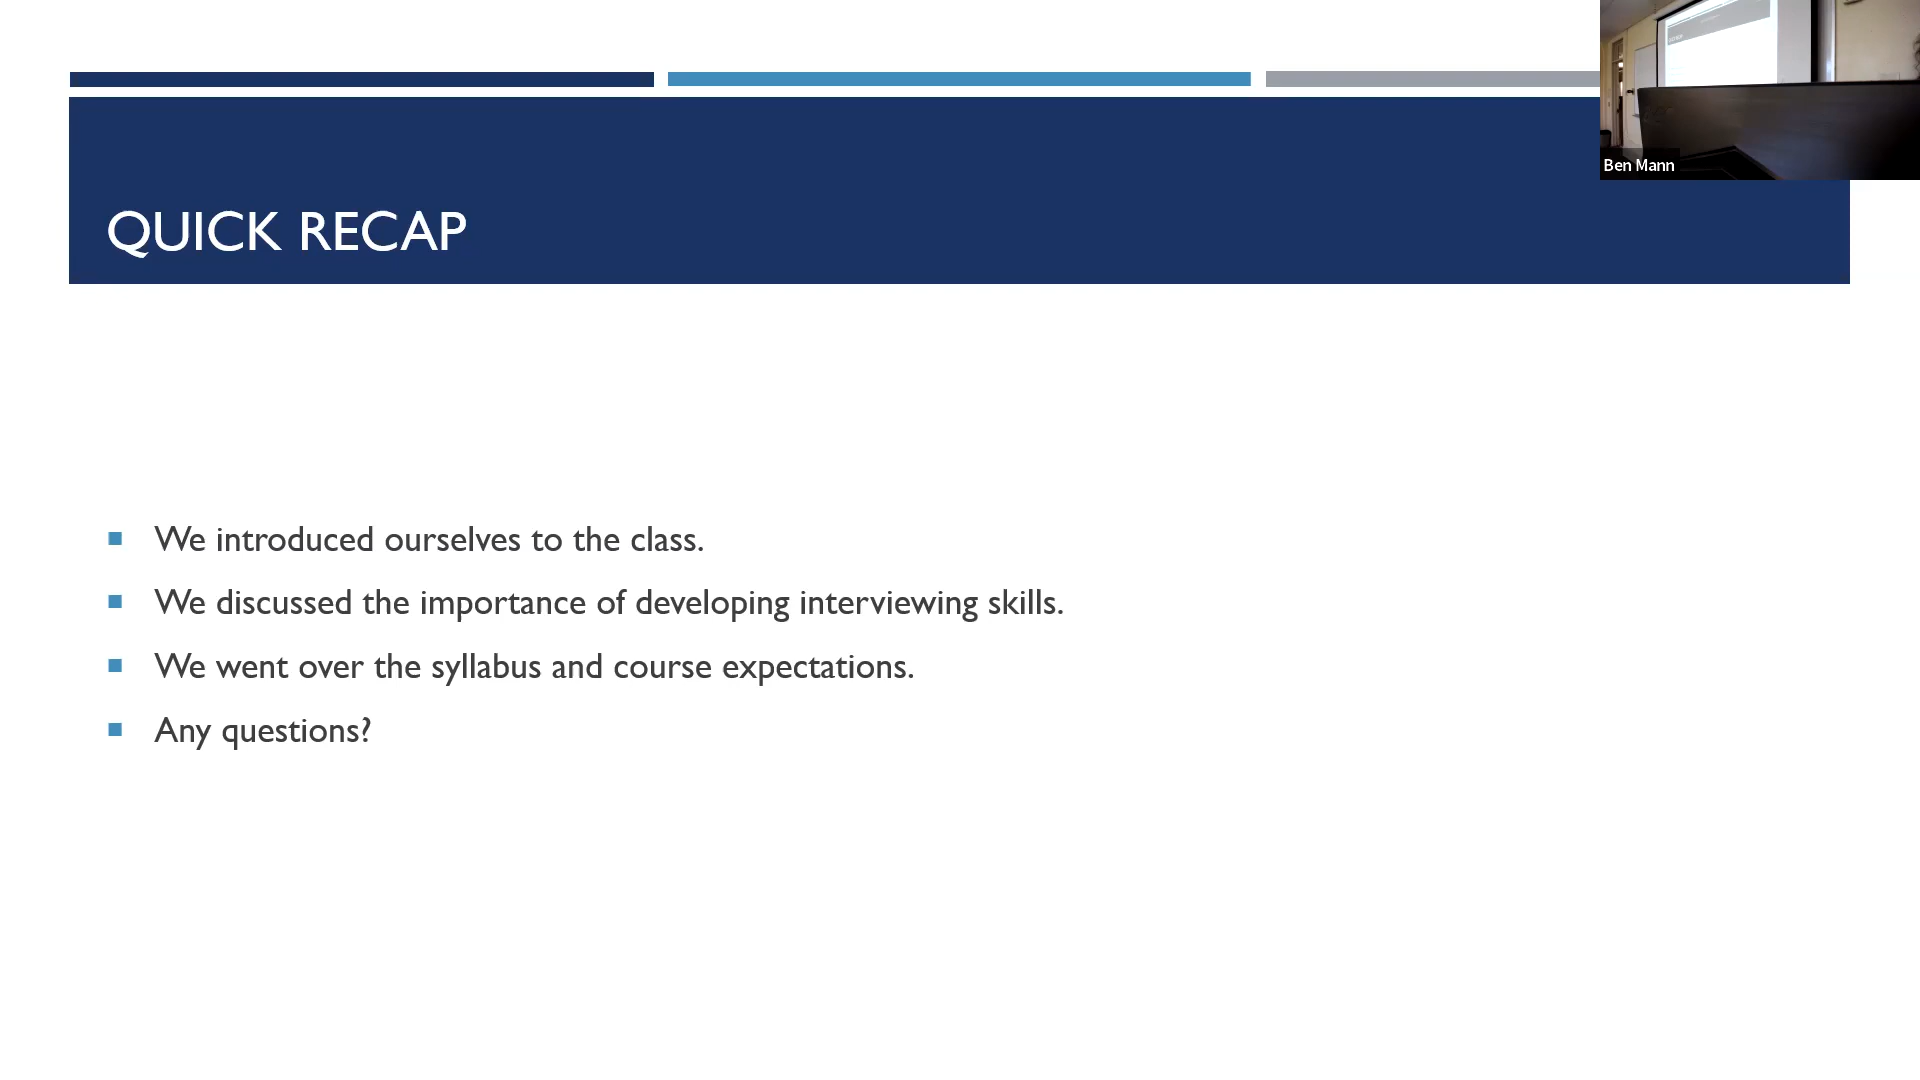 Ben Mann
QUICK RECAP
We introduced ourselves to the class.
We discussed the importance of developing interviewing skills.
We went over the syllabus and course expectations.
Any questions?